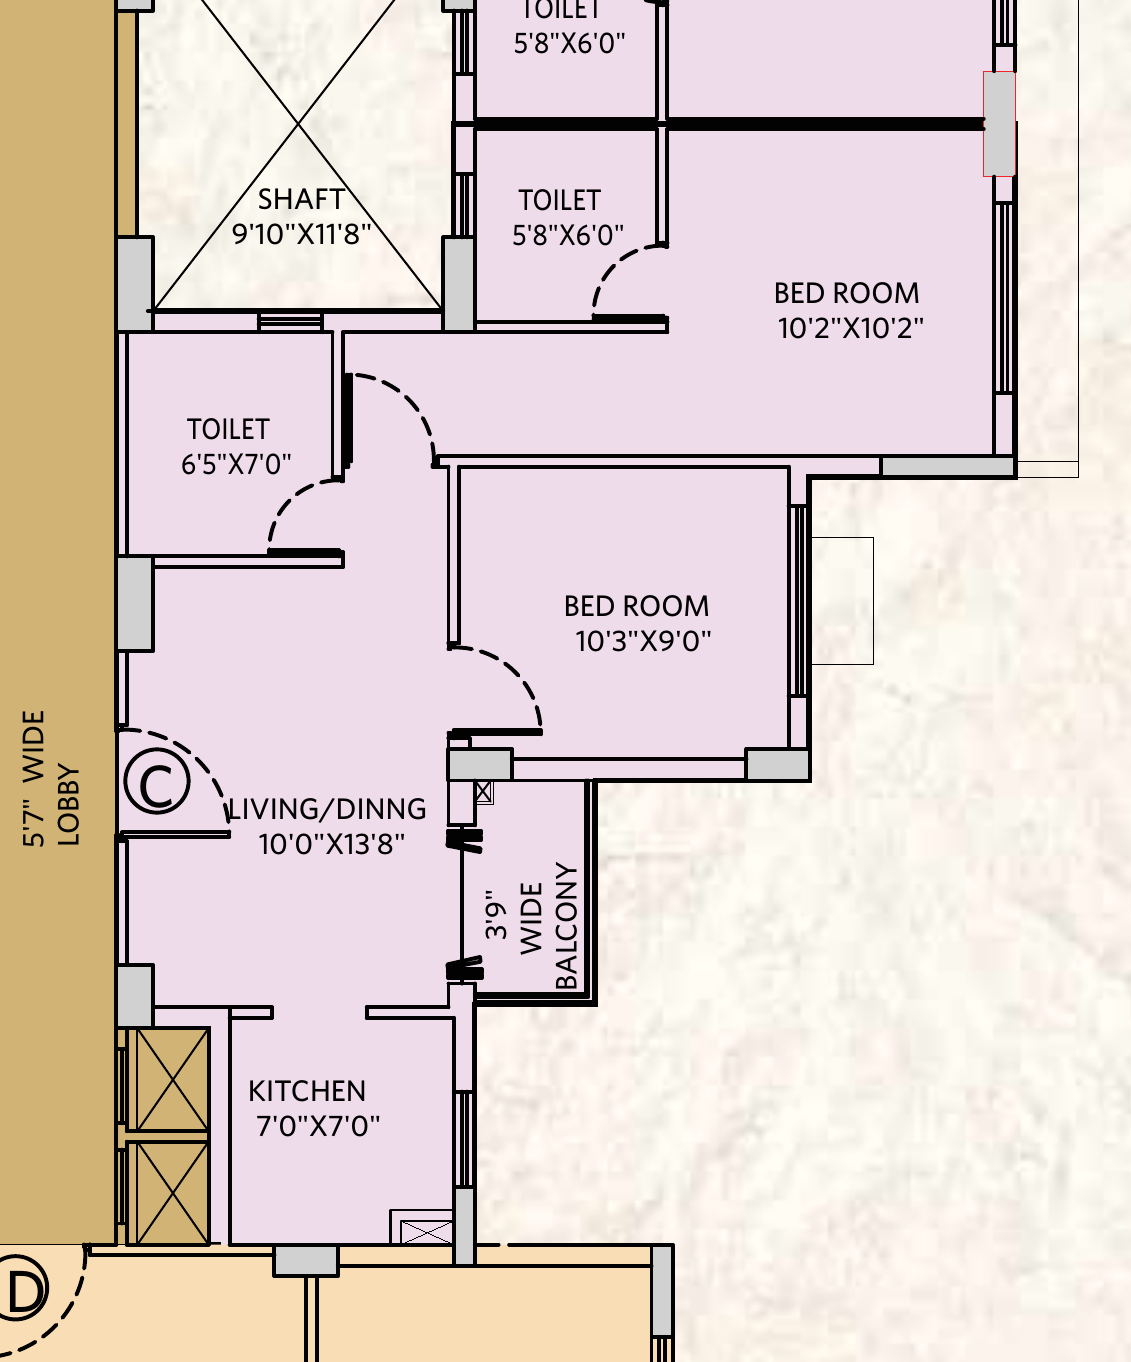 TOILET
5'8"X6'0"
SHAFT
9'10"X11'8"
TOILET
5'8"X6'0"
BED ROOM
10'2"X10'2"
TOILET
6'5"X7'0"
BED ROOM
10'3"X9'0"
5'7" WIDE
LOBBY
C
LIVING/DINNG
10'0"X13'8"
3'9"
WIDE
BALCONY
KITCHEN
7'0"X7'0"
D